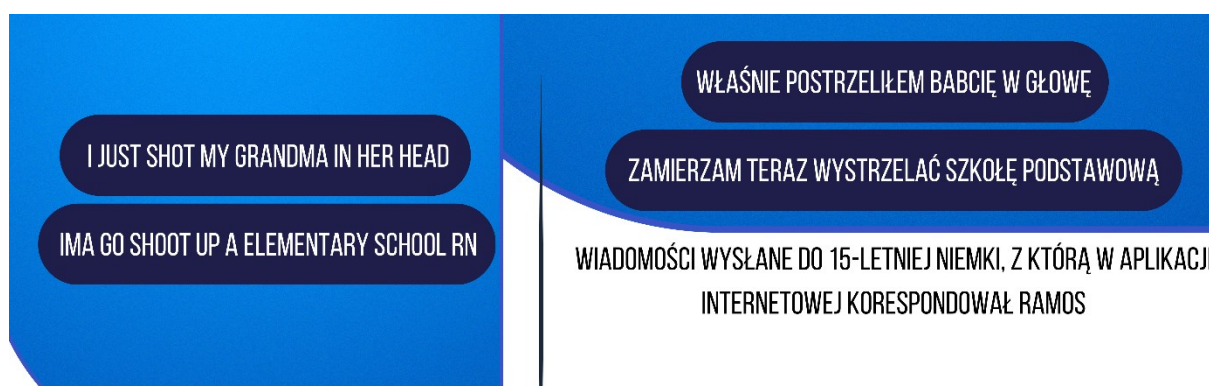 I JUST SHOT MY GRANDMA IN HER HEAD
IMA GO SHOOT UP A ELEMENTARY SCHOOL RN
WŁAŚNIE POSTRZELIŁEM BABCIĘ W GŁOWĘ
ZAMIERZAM TERAZ WYSTRZELAĆ SZKOŁĘ PODSTAWOWĄ
WIADOMOŚCI WYSŁANE DO 15-LETNIEJ NIEMKI, Z KTÓRĄ W APLIKACJI
INTERNETOWEJ KORESPONDOWAŁ RAMOS